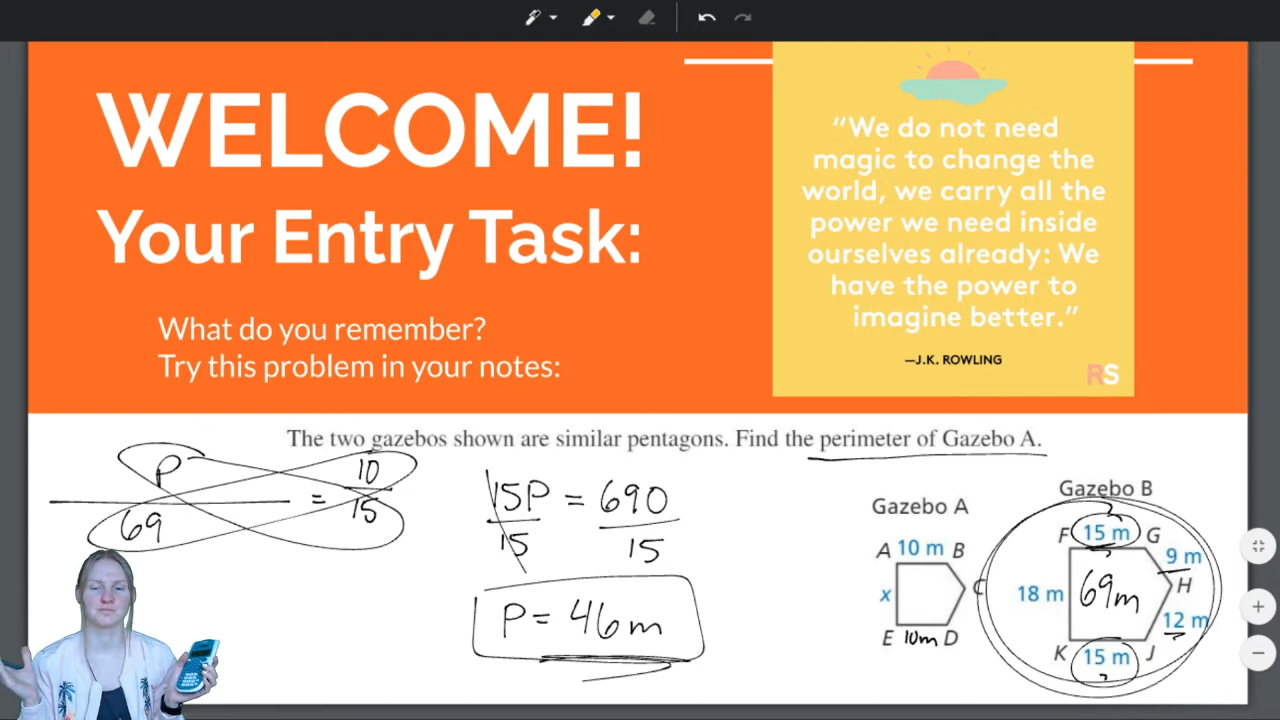 WELCOME!
Your Entry Task:
What do you remember?
Try this problem in your notes:
“We do not need
magic to change the
world, we carry all the
power we need inside
ourselves already: We
have the power to
imagine better.”
—J.K. ROWLING
RS
The two gazebos shown are similar pentagons. Find the perimeter of Gazebo A.
P
69
=
10
15
15P = 690
15 15
P = 46m
Gazebo A
A 10 m B
x
C
E 10m D
Gazebo B
F 15 m G
9 m
18 m 69m H
12 m
K 15 m J